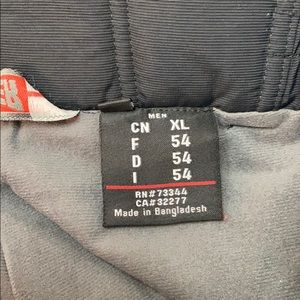 MEN
CN XL
F 54
D 54
I 54
RN#73344
CA#32277
Made in Bangladesh